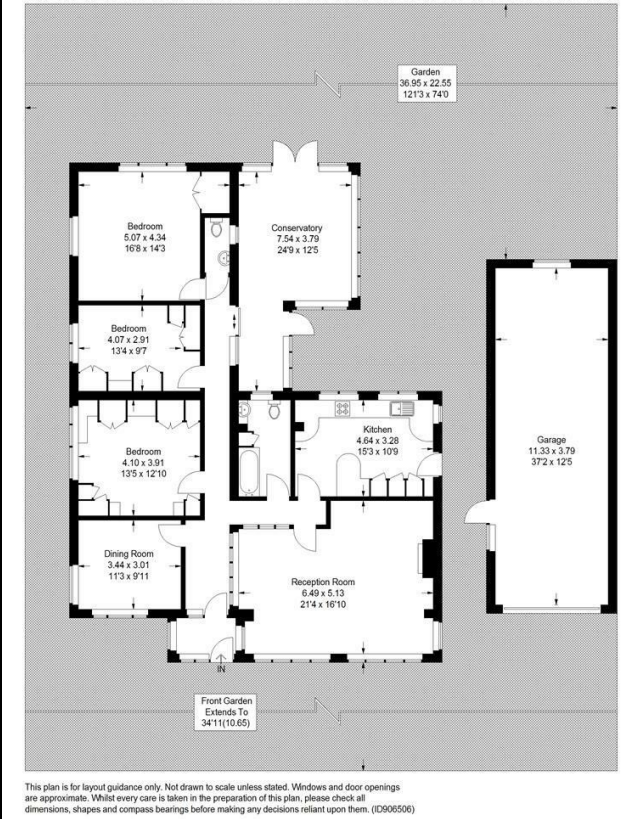 Garden
36.95 x 22.55
121'3 x 74'0
Bedroom
5.07 x 4.34
16'8 x 14'3
Conservatory
7.54 x 3.79
24'9 x 12'5
Bedroom
4.07 x 2.91
13'4 x 9'7
Kitchen
4.64 x 3.28
15'3 x 10'9
Bedroom
4.10 x 3.91
13'5 x 12'10
Garage
11.33 x 3.79
37'2 x 12'5
Dining Room
3.44 x 3.01
11'3 x 9'11
Reception Room
6.49 x 5.13
21'4 x 16'10
IN
Front Garden
Extends To
34'11(10.65)
This plan is for layout guidance only. Not drawn to scale unless stated. Windows and door openings
are approximate. Whilst every care is taken in the preparation of this plan, please check all
dimensions, shapes and compass bearings before making any decisions reliant upon them. (ID906506)